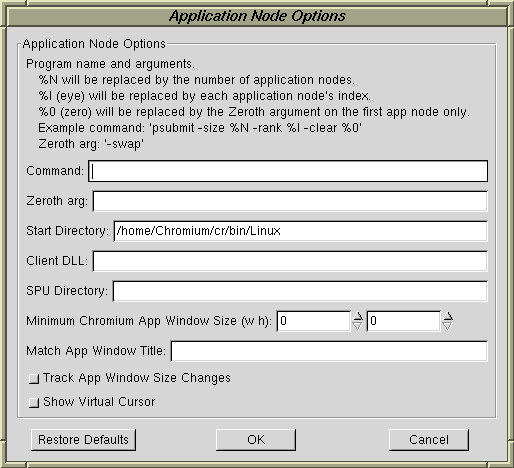 Application Node Options
Application Node Options
Program name and arguments.
%N will be replaced by the number of application nodes.
%I (eye) will be replaced by each application node's index.
%0 (zero) will be replaced by the Zeroth argument on the first app node only.
Example command: 'psubmit -size %N -rank %I -clear %0'
Zeroth arg: '-swap'
Command:
Zeroth arg:
Start Directory: /home/Chromium/cr/bin/Linux
Client DLL:
SPU Directory:
Minimum Chromium App Window Size (w h): 0 0
Match App Window Title:
Track App Window Size Changes
Show Virtual Cursor
Restore Defaults OK Cancel